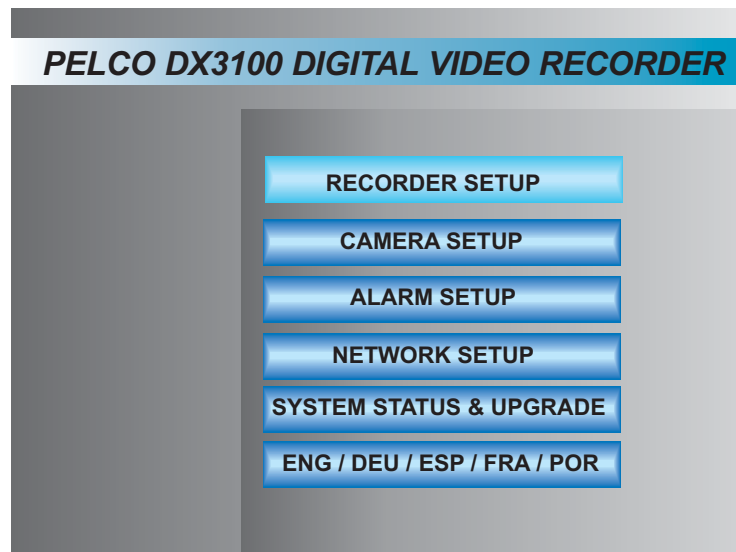 PELCO DX3100 DIGITAL VIDEO RECORDER
RECORDER SETUP
CAMERA SETUP
ALARM SETUP
NETWORK SETUP
SYSTEM STATUS & UPGRADE
ENG / DEU / ESP / FRA / POR